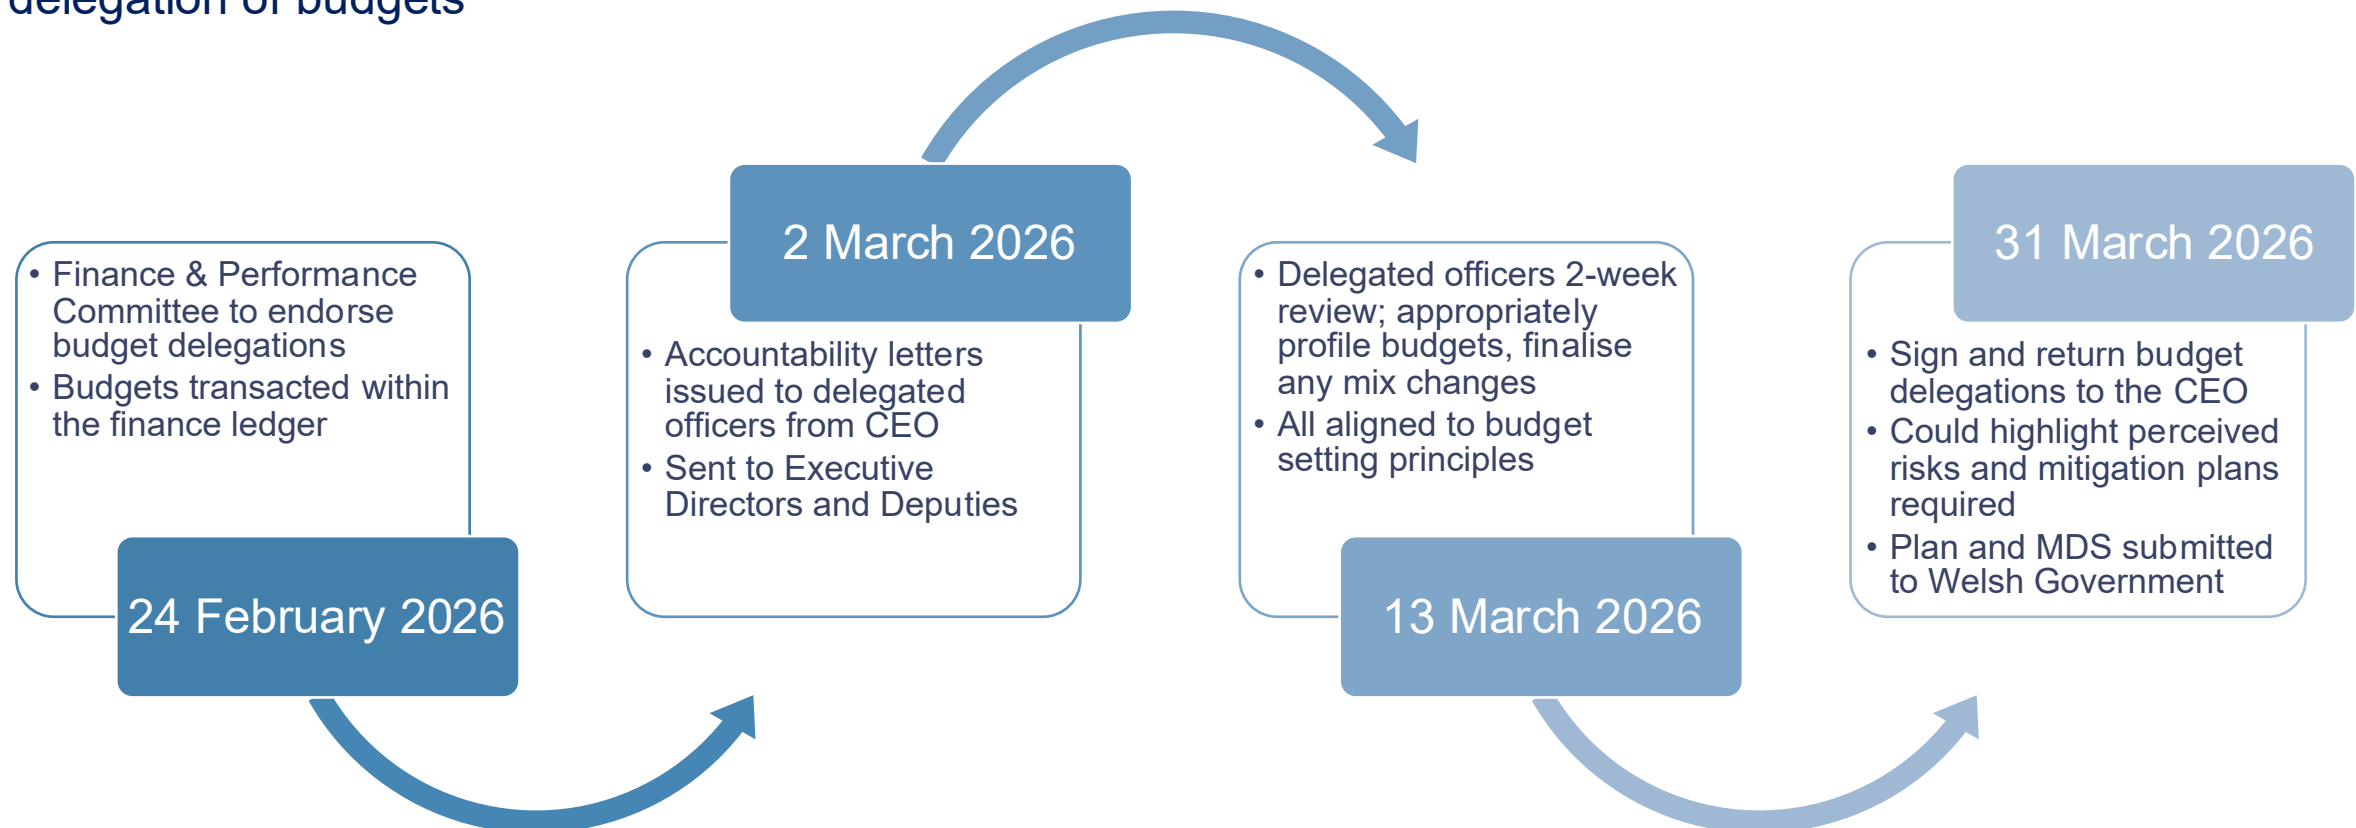 delegation of budgets
• Finance & Performance
Committee to endorse
budget delegations
• Budgets transacted within
the finance ledger
24 February 2026
2 March 2026
• Accountability letters
issued to delegated
officers from CEO
• Sent to Executive
Directors and Deputies
• Delegated officers 2-week
review; appropriately
profile budgets, finalise
any mix changes
• All aligned to budget
setting principles
13 March 2026
31 March 2026
• Sign and return budget
delegations to the CEO
• Could highlight perceived
risks and mitigation plans
required
• Plan and MDS submitted
to Welsh Government